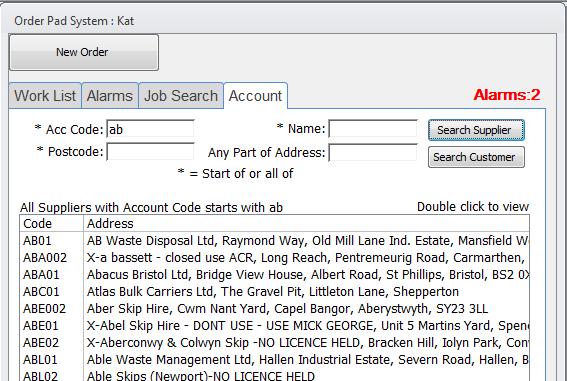 Order Pad System : Kat
New Order
Work List Alarms Job Search Account Alarms:2
* Acc Code: ab * Name: Search Supplier
* Postcode: Any Part of Address: Search Customer
* = Start of or all of
All Suppliers with Account Code starts with ab Double click to view
Code Address
AB01 AB Waste Disposal Ltd, Raymond Way, Old Mill Lane Ind. Estate, Mansfield W
ABA002 X-a bassett - closed use ACR, Long Reach, Pentremeurig Road, Carmarthen,
ABA01 Abacus Bristol Ltd, Bridge View House, Albert Road, St Phillips, Bristol, BS2 0X
ABC01 Atlas Bulk Carriers Ltd, The Gravel Pit, Littleton Lane, Shepperton
ABE002 Aber Skip Hire, Cwm Nant Yard, Capel Bangor, Aberystwyth, SY23 3LL
ABE01 X-Abel Skip Hire - DONT USE - USE MICK GEORGE, Unit 5 Martins Yard, Spen
ABE02 X-Aberconwy & Colwyn Skip -NO LICENCE HELD, Bracken Hill, Iolyn Park, Con
ABL01 Able Waste Management Ltd, Hallen Industrial Estate, Severn Road, Hallen, B
ABL02 Able Skips (Newport)-NO LICENCE HELD